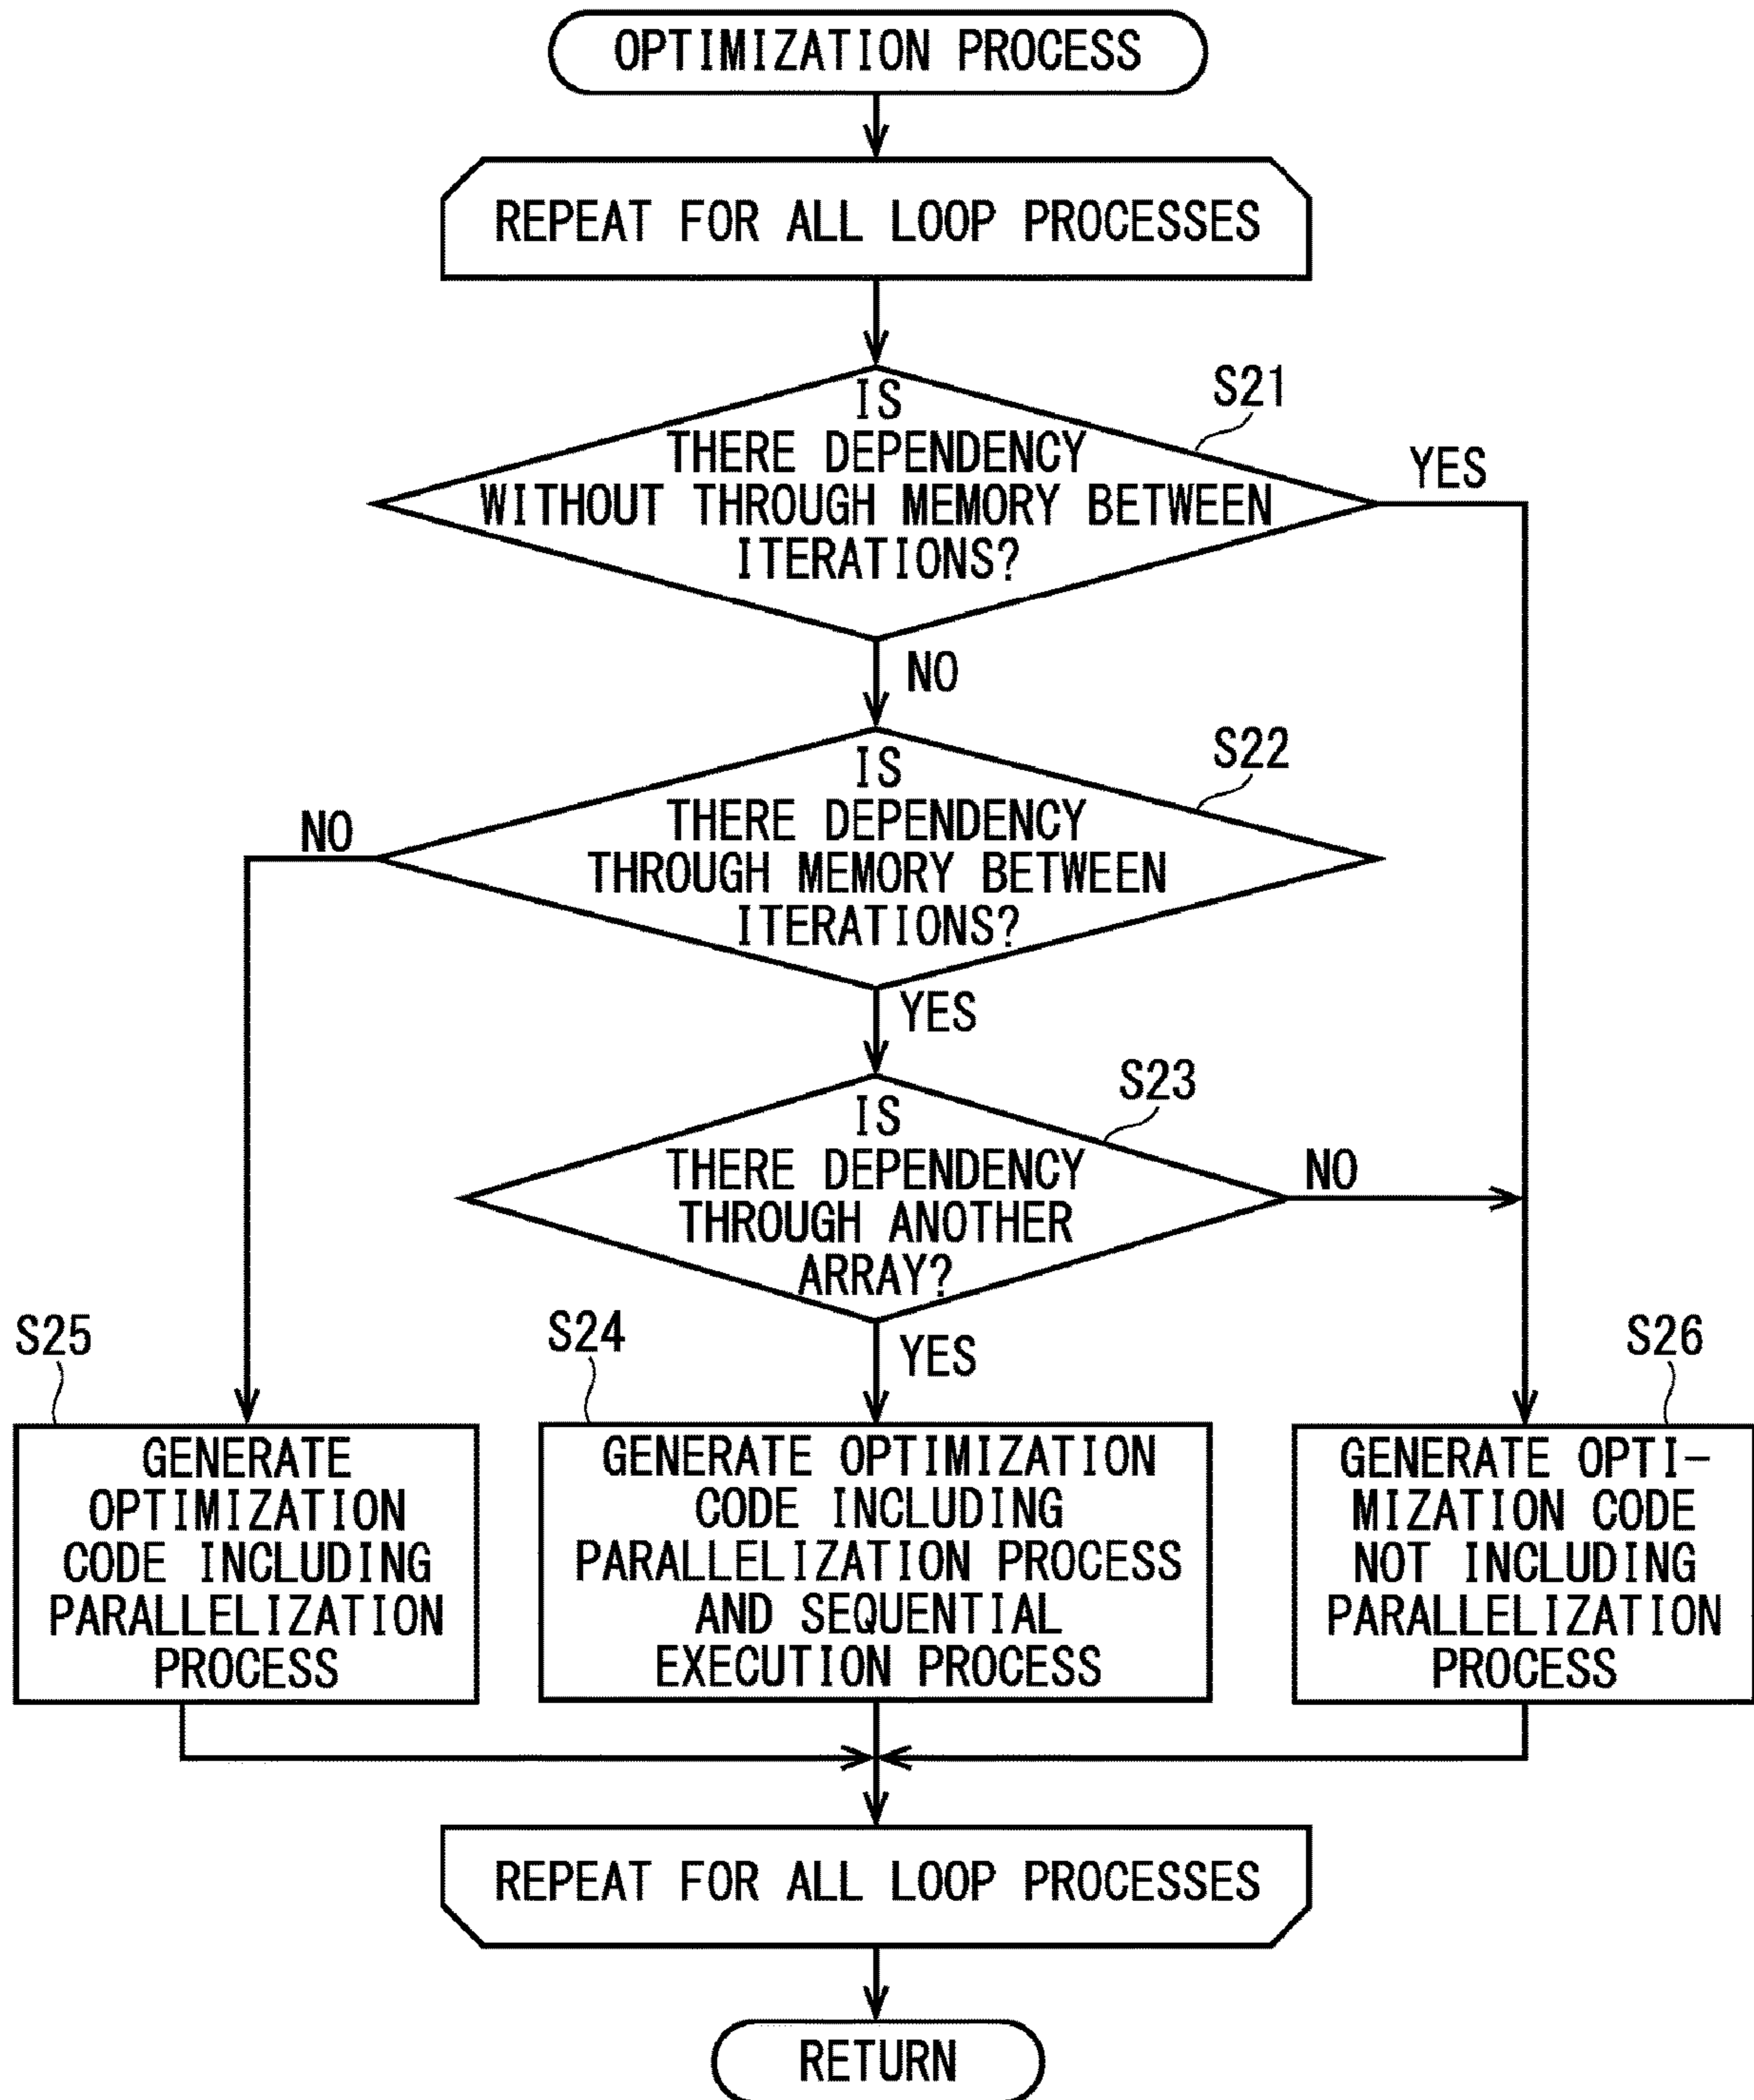 OPTIMIZATION PROCESS
REPEAT FOR ALL LOOP PROCESSES
S21
IS
THERE DEPENDENCY
WITHOUT THROUGH MEMORY BETWEEN
ITERATIONS?
YES
NO
S22
IS
THERE DEPENDENCY
THROUGH MEMORY BETWEEN
ITERATIONS?
NO
YES
S23
IS
THERE DEPENDENCY
THROUGH ANOTHER
ARRAY?
NO
YES
S25
GENERATE
OPTIMIZATION
CODE INCLUDING
PARALLELIZATION
PROCESS
S24
GENERATE OPTIMIZATION
CODE INCLUDING
PARALLELIZATION PROCESS
AND SEQUENTIAL
EXECUTION PROCESS
S26
GENERATE OPTI-
MIZATION CODE
NOT INCLUDING
PARALLELIZATION
PROCESS
REPEAT FOR ALL LOOP PROCESSES
RETURN